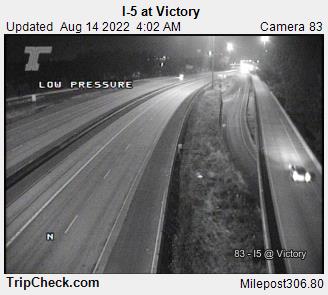 I-5 at Victory
Updated Aug 14 2022 4:02 AM Camera 83
T
LOW PRESSURE
N
83 - I5 @ Victory
TripCheck.com Milepost306.80